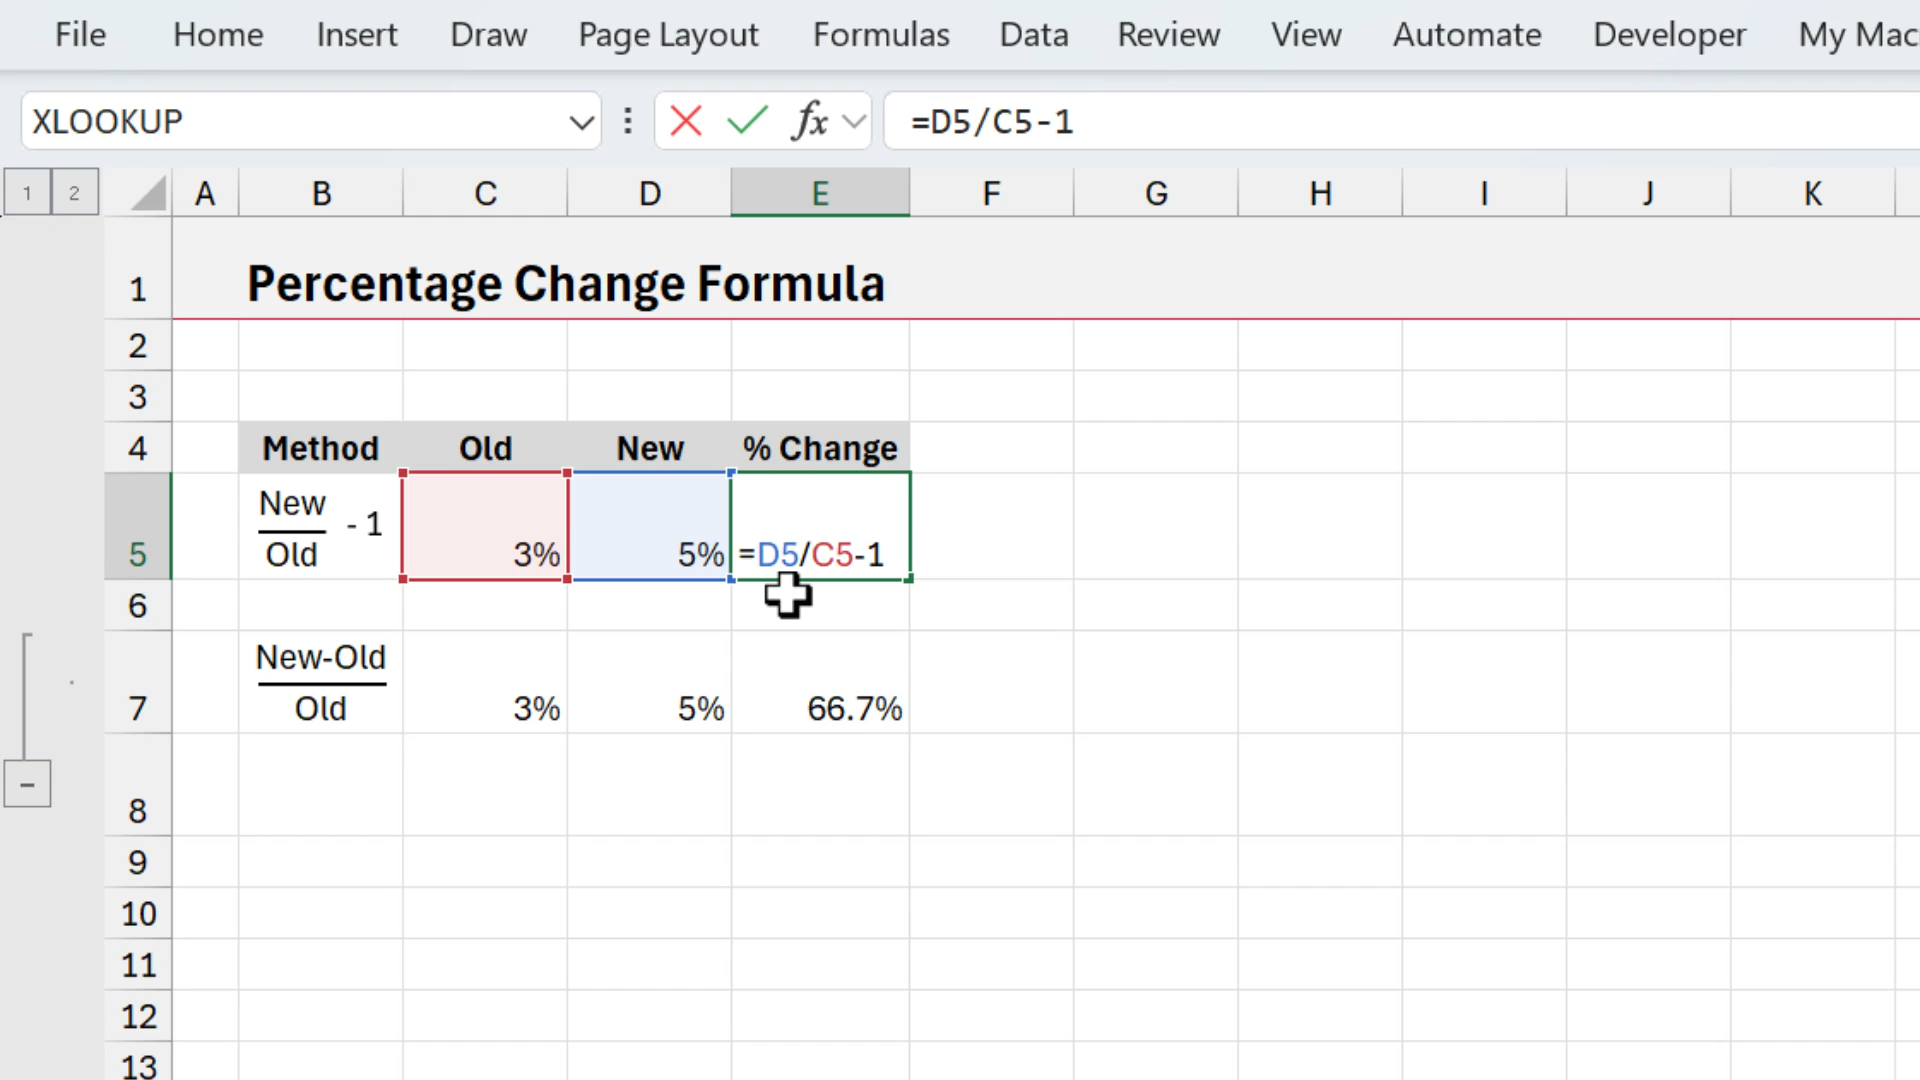 File Home Insert Draw Page Layout Formulas Data Review View Automate Developer My Mac
XLOOKUP fx =D5/C5-1
1 2 A B C D E F G H I J K
1 Percentage Change Formula
2
3
4 Method Old New % Change
5 New
Old - 1 3% 5% =D5/C5-1
6
7 New-Old
Old 3% 5% 66.7%
8
9
10
11
12
13